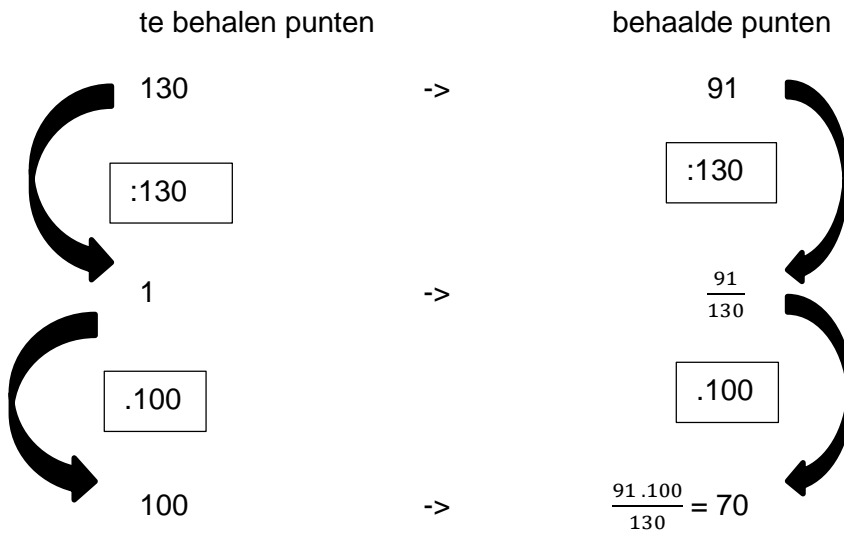 te behalen punten behaalde punten
130 -> 91
:130 :130
1 -> 91/130
.100 .100
100 -> 91 .100/130 = 70